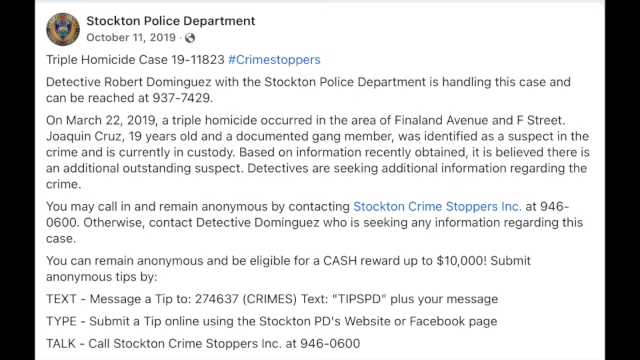 Stockton Police Department
October 11, 2019 ·
Triple Homicide Case 19-11823 #Crimestoppers
Detective Robert Dominguez with the Stockton Police Department is handling this case and
can be reached at 937-7429.
On March 22, 2019, a triple homicide occurred in the area of Finaland Avenue and F Street.
Joaquin Cruz, 19 years old and a documented gang member, was identified as a suspect in the
crime and is currently in custody. Based on information recently obtained, it is believed there is
an additional outstanding suspect. Detectives are seeking additional information regarding the
crime.
You may call in and remain anonymous by contacting Stockton Crime Stoppers Inc. at 946-
0600. Otherwise, contact Detective Dominguez who is seeking any information regarding this
case.
You can remain anonymous and be eligible for a CASH reward up to $10,000! Submit
anonymous tips by:
TEXT - Message a Tip to: 274637 (CRIMES) Text: "TIPSPD" plus your message
TYPE - Submit a Tip online using the Stockton PD's Website or Facebook page
TALK - Call Stockton Crime Stoppers Inc. at 946-0600